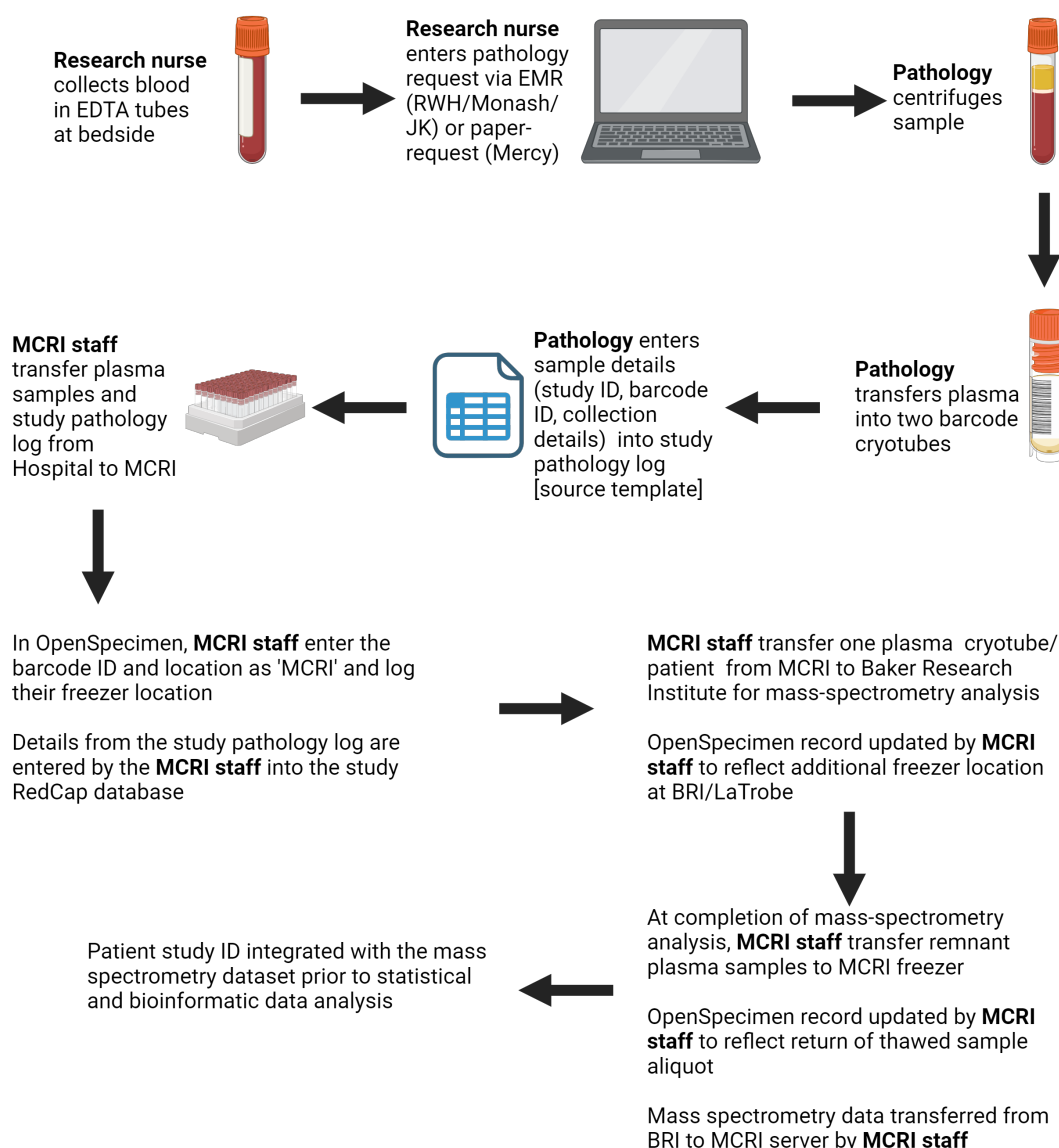 Research nurse
collects blood
in EDTA tubes
at bedside
Research nurse
enters pathology
request via EMR
(RWH/Monash/
JK) or paper-
request (Mercy)
Pathology
centrifuges
sample
Pathology
transfers plasma
into two barcode
cryotubes
Pathology enters
sample details
(study ID, barcode
ID, collection
details)  into study
pathology log
[source template]
MCRI staff
transfer plasma
samples and
study pathology
log from
Hospital to MCRI
In OpenSpecimen, MCRI staff enter the
barcode ID and location as 'MCRI' and log
their freezer location
Details from the study pathology log are
entered by the MCRI staff into the study
RedCap database
MCRI staff transfer one plasma  cryotube/
patient  from MCRI to Baker Research
Institute for mass-spectrometry analysis
OpenSpecimen record updated by MCRI
staff to reflect additional freezer location
at BRI/LaTrobe
At completion of mass-spectrometry
analysis, MCRI staff transfer remnant
plasma samples to MCRI freezer
OpenSpecimen record updated by MCRI
staff to reflect return of thawed sample
aliquot
Mass spectrometry data transferred from
BRI to MCRI server by MCRI staff
Patient study ID integrated with the mass
spectrometry dataset prior to statistical
and bioinformatic data analysis